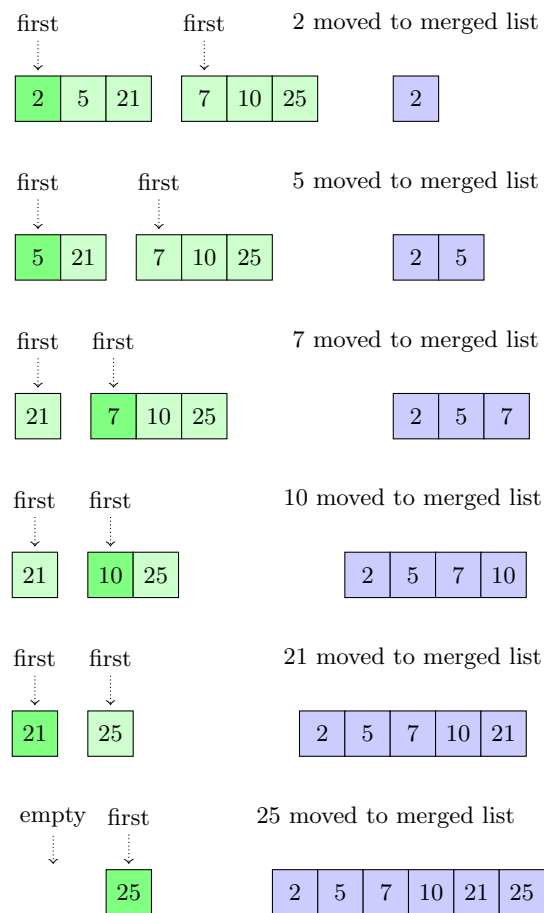 first first 2 moved to merged list
2 5 21 7 10 25 2
first first 5 moved to merged list
5 21 7 10 25 2 5
first first 7 moved to merged list
21 7 10 25 2 5 7
first first 10 moved to merged list
21 10 25 2 5 7 10
first first 21 moved to merged list
21 25 2 5 7 10 21
empty first 25 moved to merged list
25 2 5 7 10 21 25